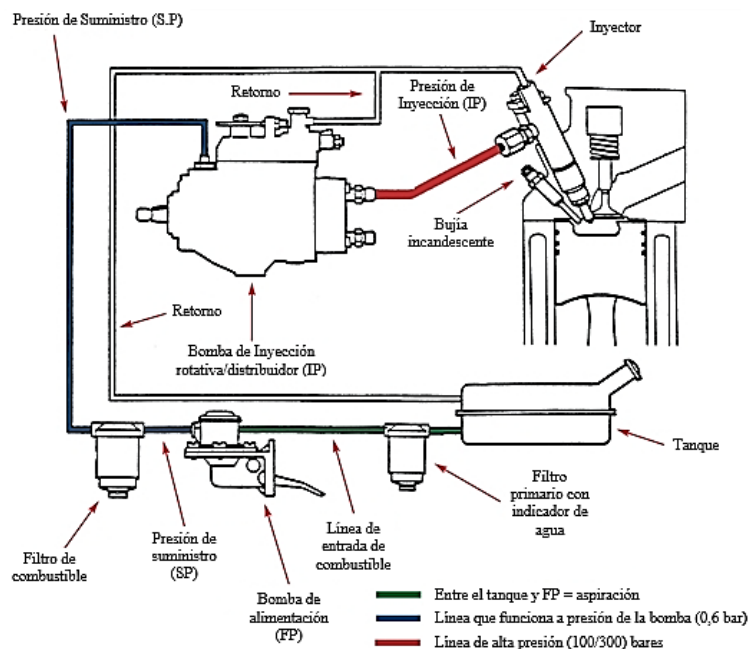 Presión de Suministro (S.P)
Inyector
Retorno
Presión de
Inyección (IP)
Bujía
incandescente
Retorno
Bomba de Inyección
rotativa/distribuidor (IP)
Tanque
Filtro
primario con
indicador de
agua
Filtro de
combustible
Presión de
suministro
(SP)
Línea de
entrada de
combustible
Bomba de
alimentación
(FP)
Entre el tanque y FP = aspiración
Línea que funciona a presión de la bomba (0,6 bar)
Línea de alta presión (100/300) bares